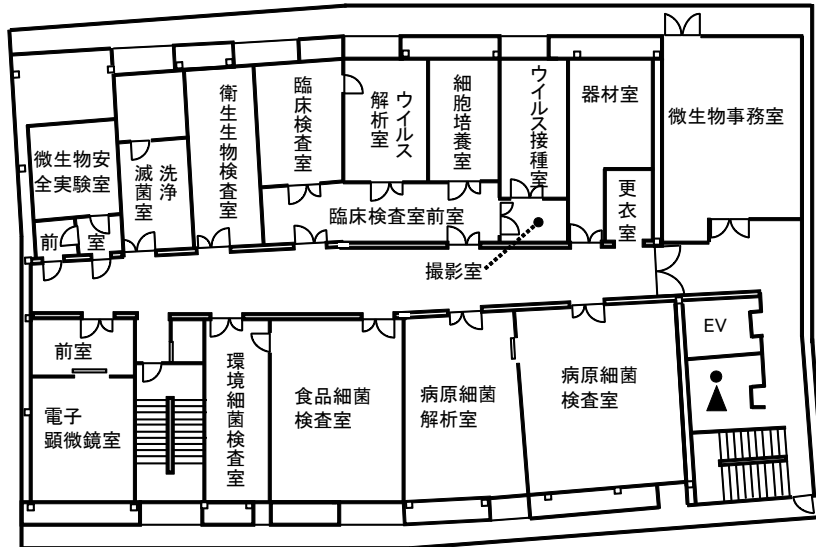 微生物安
全実験室
前
室
洗浄
滅菌室
衛生生物検査室
臨床検査室
ウイルス
解析室
細胞培養室
ウイルス接種室
器材室
更衣室
微生物事務室
臨床検査室前室
撮影室
前室
電子
顕微鏡室
環境細菌検査室
食品細菌
検査室
病原細菌
解析室
病原細菌
検査室
EV